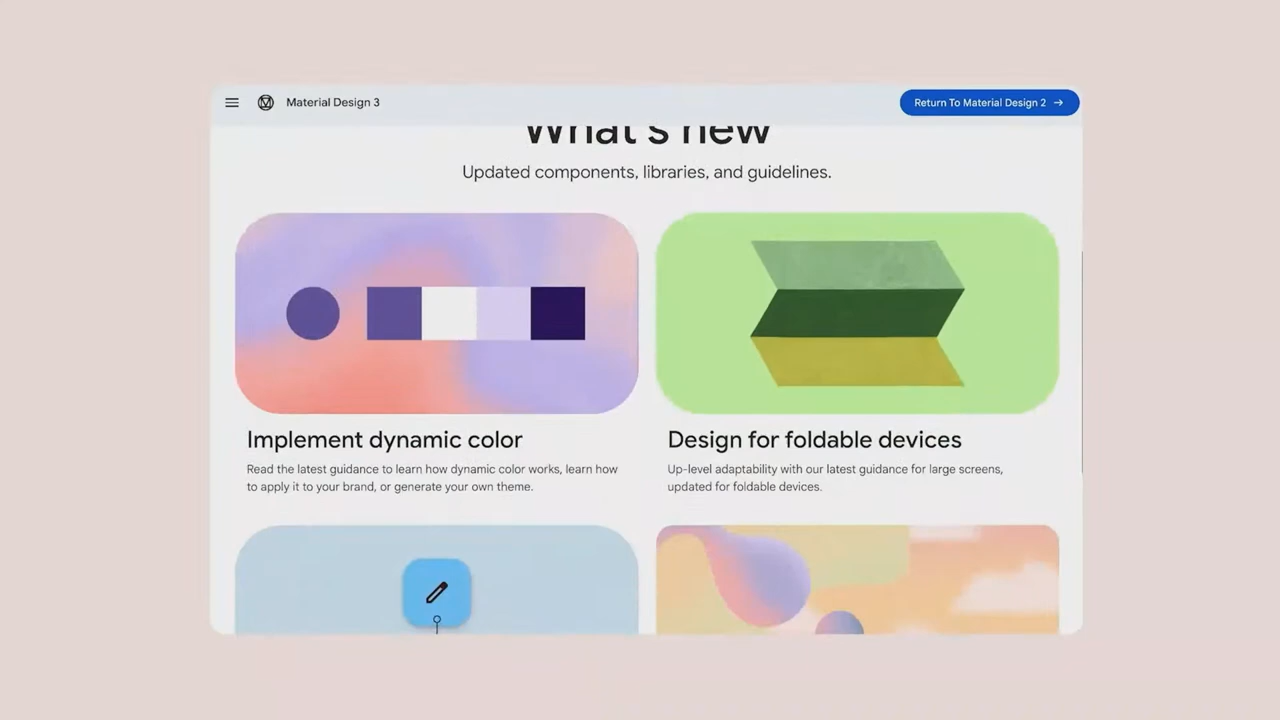 Material Design 3
Return To Material Design 2 →
What's new
Updated components, libraries, and guidelines.
Implement dynamic color
Read the latest guidance to learn how dynamic color works, learn how
to apply it to your brand, or generate your own theme.
Design for foldable devices
Up-level adaptability with our latest guidance for large screens,
updated for foldable devices.